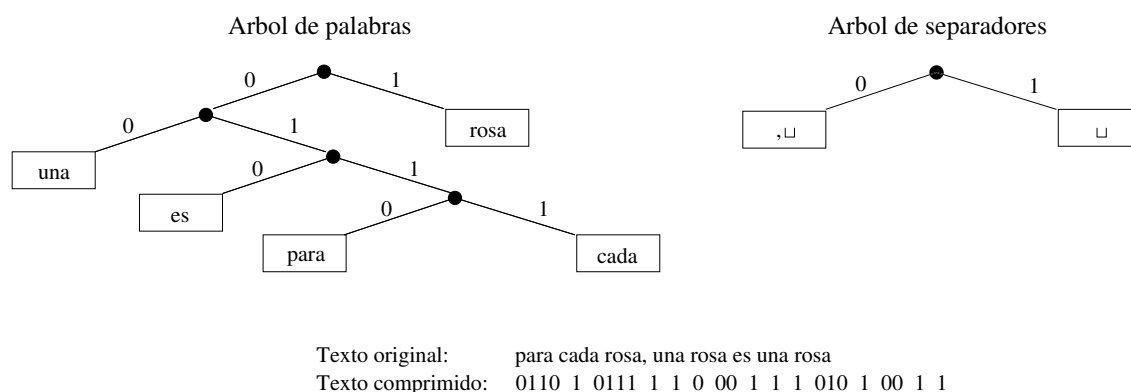 Arbol de palabras
Arbol de separadores
0 1
0 1
0 1
rosa
,⊔
⊔
una
0 1
es
0 1
para
cada
Texto original: para cada rosa, una rosa es una rosa
Texto comprimido: 0110 1 0111 1 1 0 00 1 1 1 010 1 00 1 1